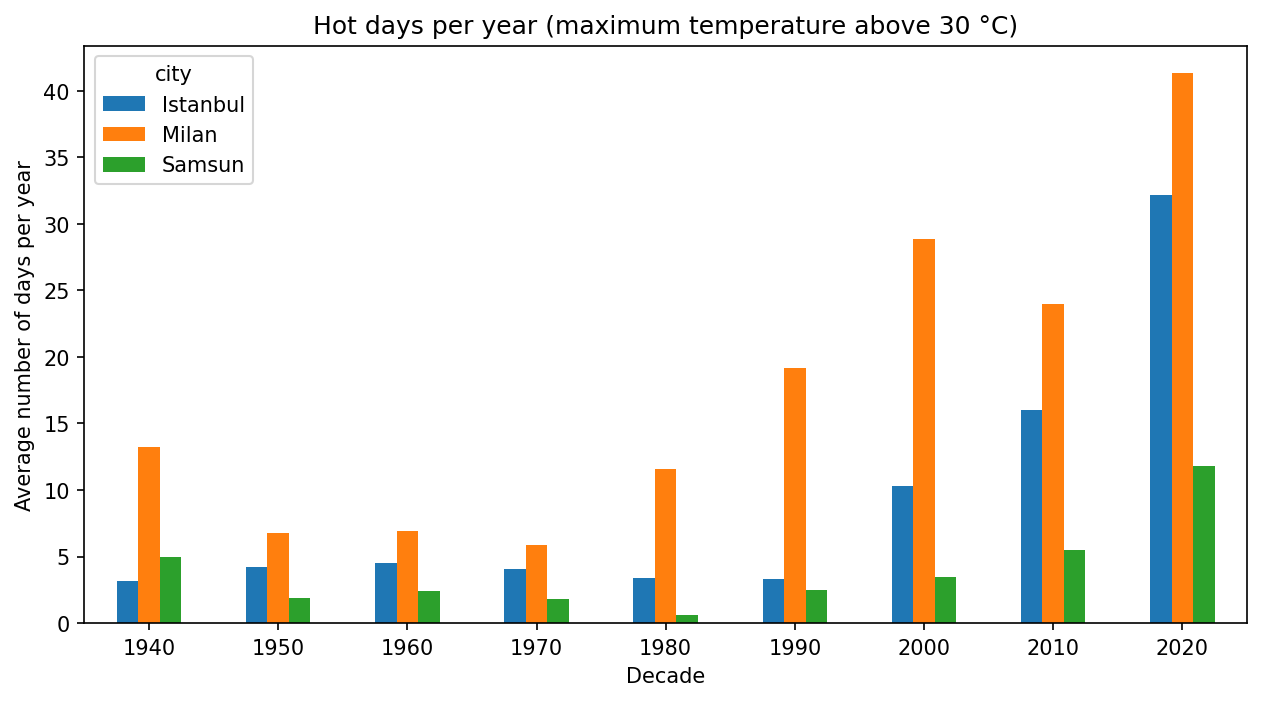 Hot days per year (maximum temperature above 30 °C)
city
Istanbul
Milan
Samsun
Average number of days per year
40
35
30
25
20
15
10
5
0
1940 1950 1960 1970 1980 1990 2000 2010 2020
Decade